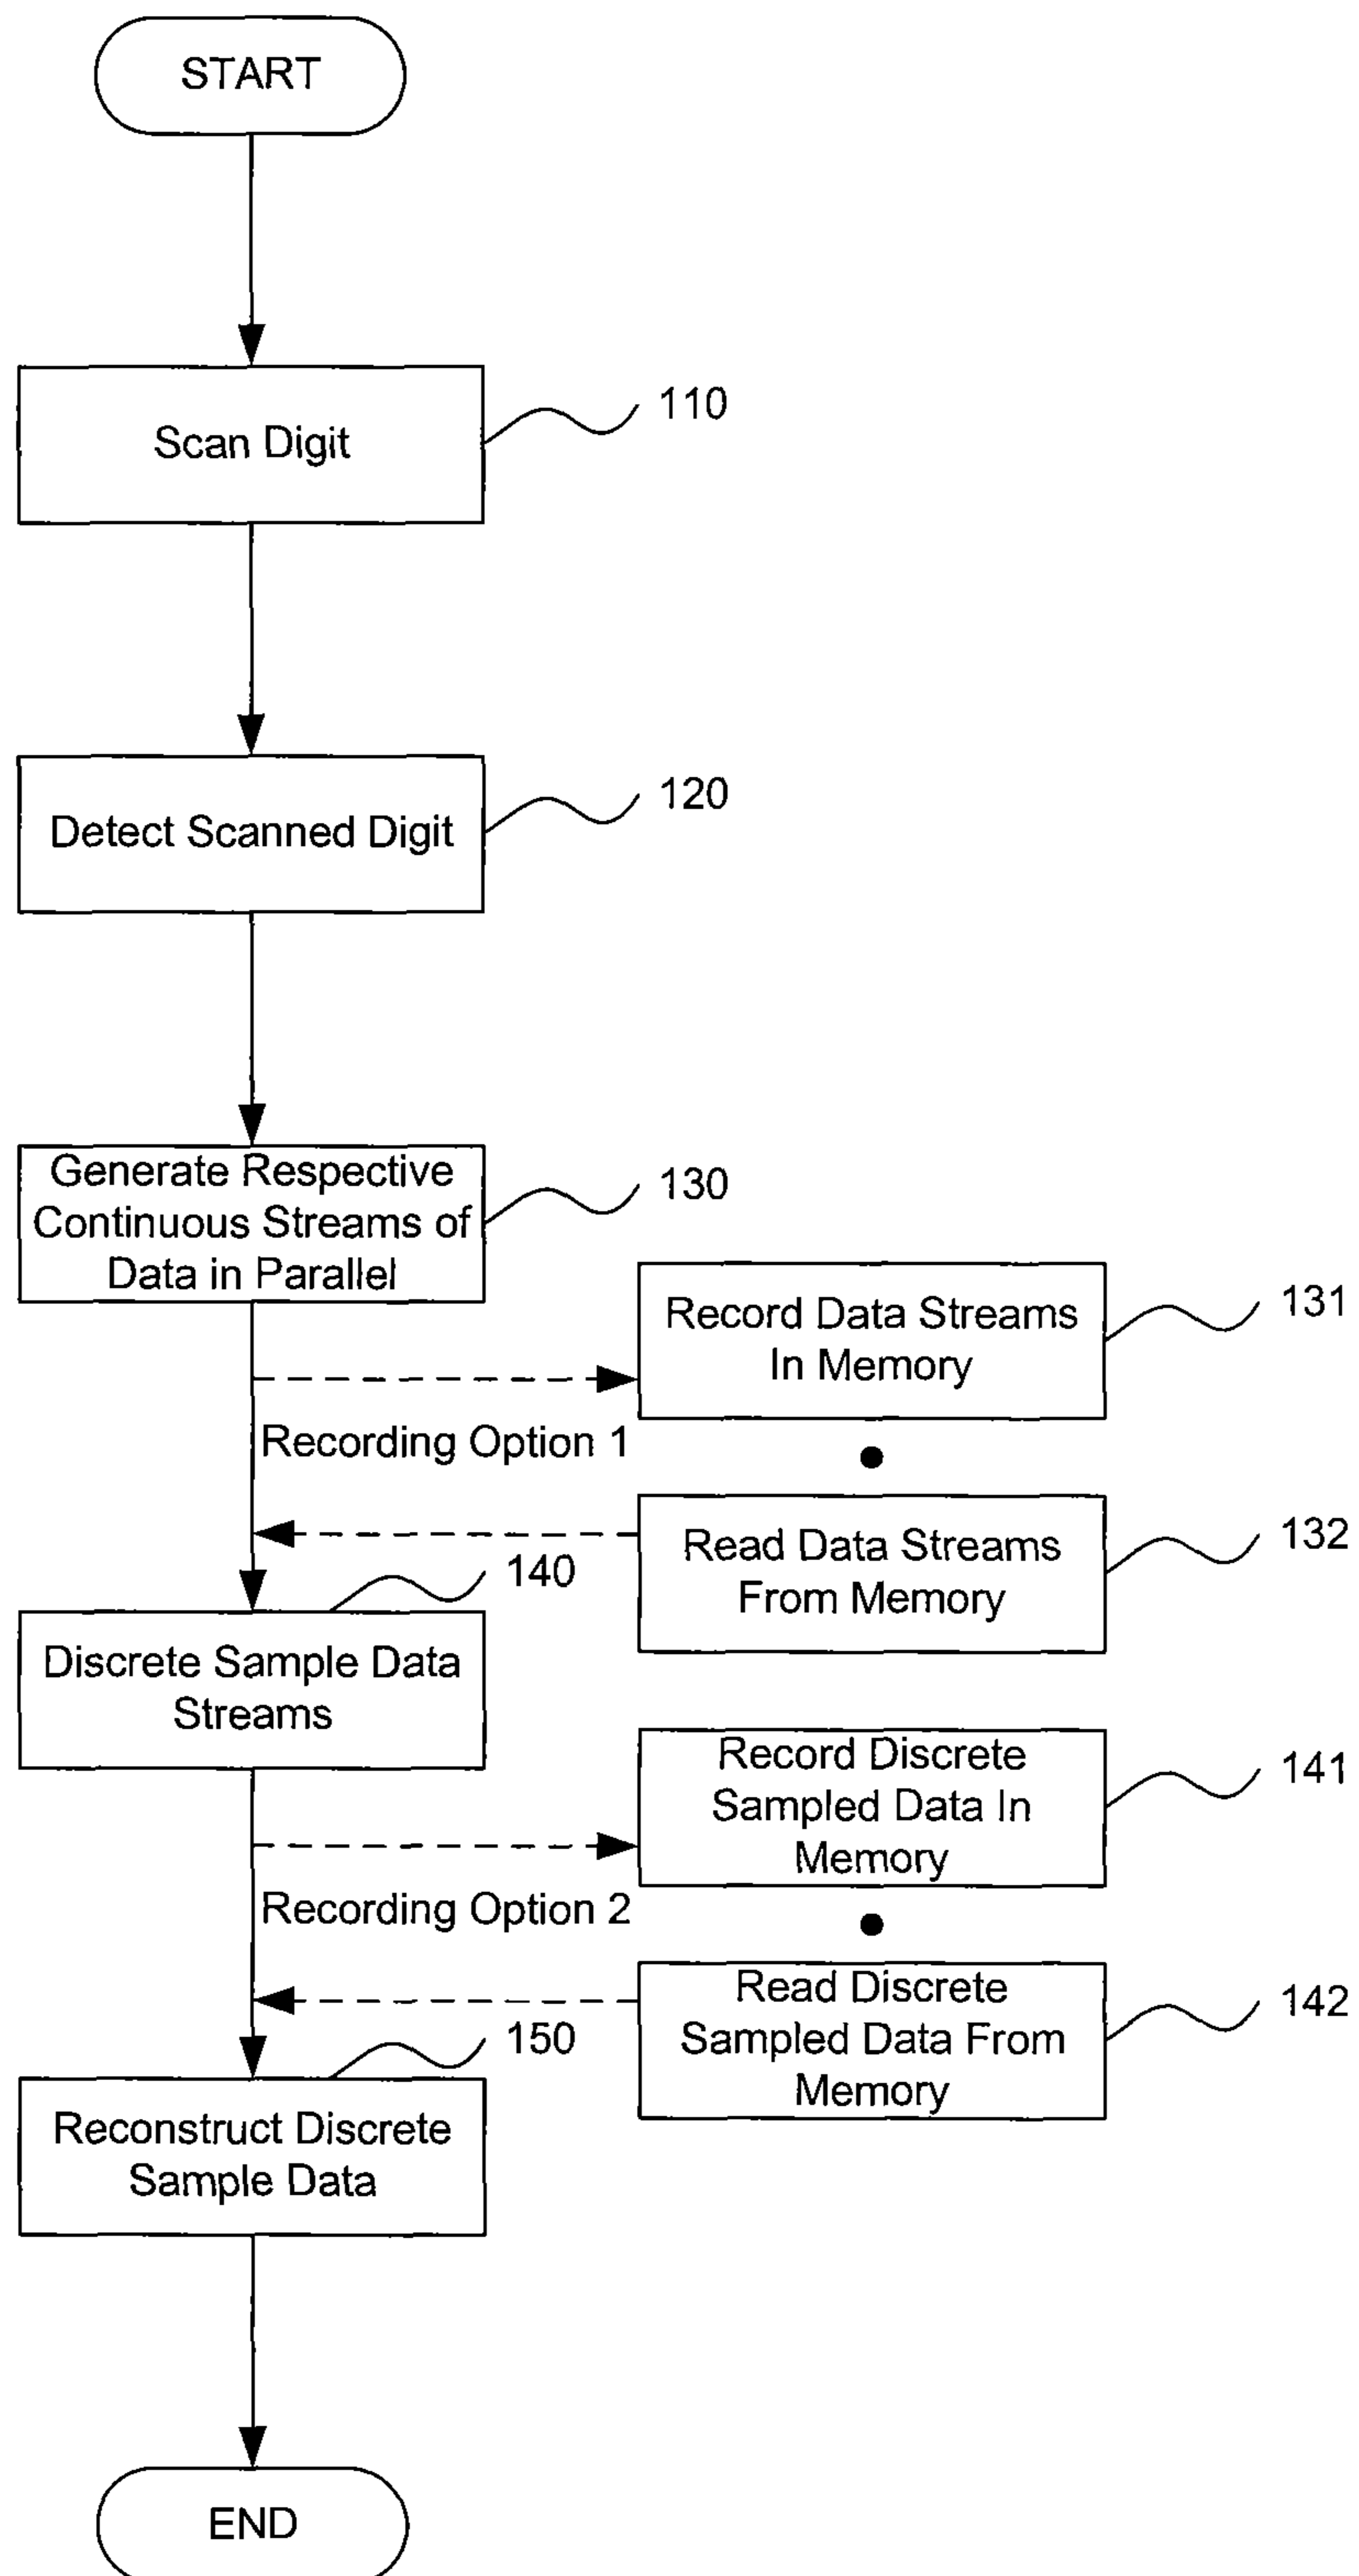 START
Scan Digit
110
Detect Scanned Digit
120
Generate Respective
Continuous Streams of
Data in Parallel
130
Record Data Streams
In Memory
131
Recording Option 1
Read Data Streams
From Memory
132
140
Discrete Sample Data
Streams
Record Discrete
Sampled Data In
Memory
141
Recording Option 2
Read Discrete
Sampled Data From
Memory
142
150
Reconstruct Discrete
Sample Data
END